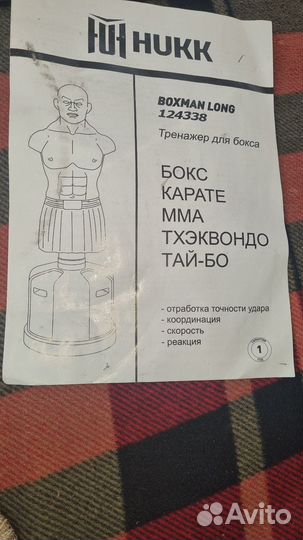 HUKK
BOXMAN LONG
124338
Тренажер для бокса
БОКС
КАРАТЕ
ММА
ТХЭКВОНДО
ТАЙ-БО
- отработка точности удара
- координация
- скорость
- реакция
1
Avito